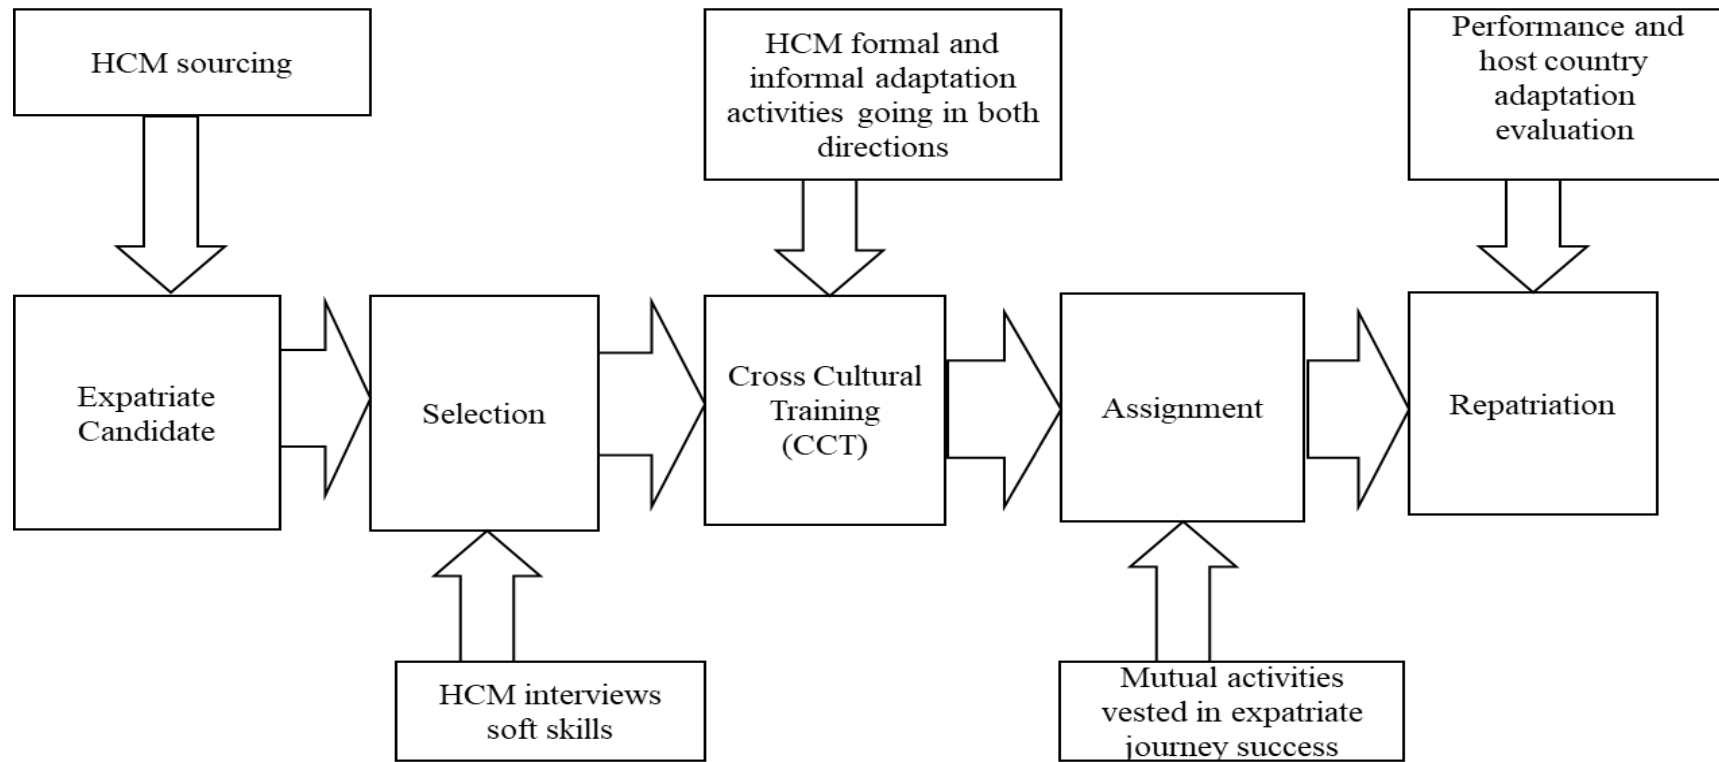 HCM sourcing
HCM formal and
informal adaptation
activities going in both
directions
Performance and
host country
adaptation
evaluation
Expatriate
Candidate
Selection
Cross Cultural
Training
(CCT)
Assignment
Repatriation
HCM interviews
soft skills
Mutual activities
vested in expatriate
journey success